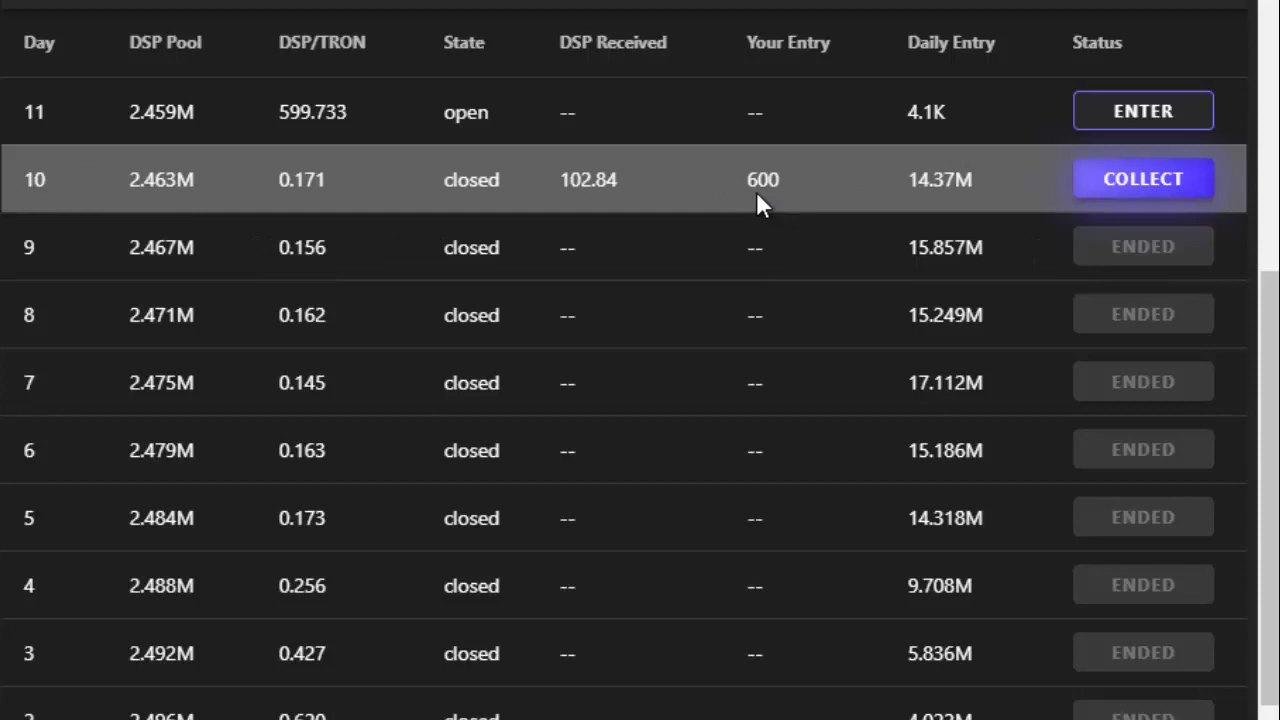 Day DSP Pool DSP/TRON State DSP Received Your Entry Daily Entry Status
11 2.459M 599.733 open -- -- 4.1K ENTER
10 2.463M 0.171 closed 102.84 600 14.37M COLLECT
9 2.467M 0.156 closed -- -- 15.857M ENDED
8 2.471M 0.162 closed -- -- 15.249M ENDED
7 2.475M 0.145 closed -- -- 17.112M ENDED
6 2.479M 0.163 closed -- -- 15.186M ENDED
5 2.484M 0.173 closed -- -- 14.318M ENDED
4 2.488M 0.256 closed -- -- 9.708M ENDED
3 2.492M 0.427 closed -- -- 5.836M ENDED